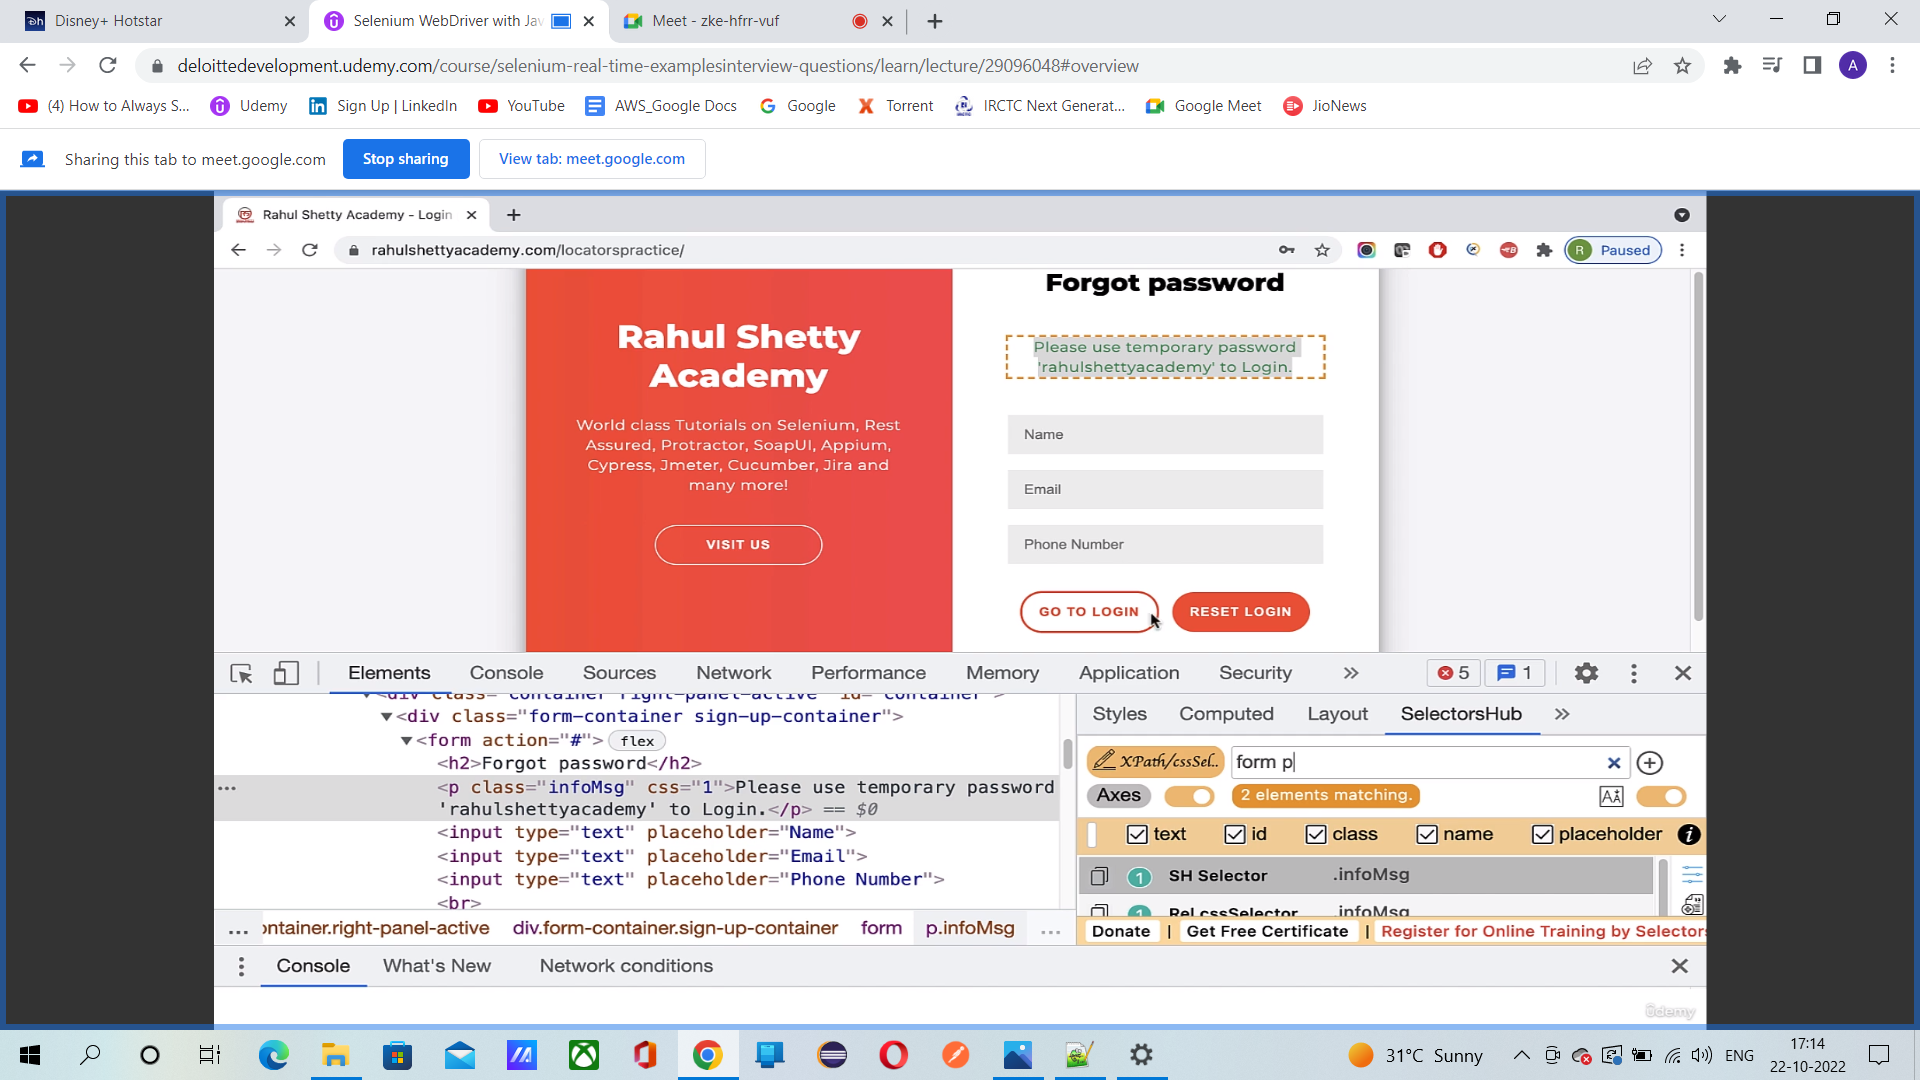 Disney+ Hotstar
Selenium WebDriver with Jav
Meet - zke-hfrr-vuf
deloittedevelopment.udemy.com/course/selenium-real-time-examplesinterview-questions/learn/lecture/29096048#overview
A
(4) How to Always S...
Udemy
Sign Up | LinkedIn
YouTube
AWS_Google Docs
Google
Torrent
IRCTC Next Generat...
Google Meet
JioNews
Sharing this tab to meet.google.com
Stop sharing
View tab: meet.google.com
Rahul Shetty Academy - Login
rahulshettyacademy.com/locatorspractice/
R Paused
Rahul Shetty
Academy
World class Tutorials on Selenium, Rest
Assured, Protractor, SoapUI, Appium,
Cypress, Jmeter, Cucumber, Jira and
many more!
VISIT US
Forgot password
Please use temporary password
'rahulshettyacademy' to Login.
Name
Email
Phone Number
GO TO LOGIN
RESET LOGIN
Elements Console Sources Network Performance Memory Application Security » 5 1
<div class="container right-panel-active" id="container">
<div class="form-container sign-up-container">
<form action="#"> flex
<h2>Forgot password</h2>
... <p class="infoMsg" css="1">Please use temporary password
'rahulshettyacademy' to Login.</p> == $0
<input type="text" placeholder="Name">
<input type="text" placeholder="Email">
<input type="text" placeholder="Phone Number">
<br>
... ontainer.right-panel-active div.form-container.sign-up-container form p.infoMsg ...
Styles Computed Layout SelectorsHub »
XPath/cssSel..
form p
Axes
2 elements matching.
text id class name placeholder
1 SH Selector .infoMsg
1 Rel cssSelector .infoMsg
Donate | Get Free Certificate | Register for Online Training by Selectors
Console What's New Network conditions
ûdemy
31°C Sunny
ENG
17:14
22-10-2022